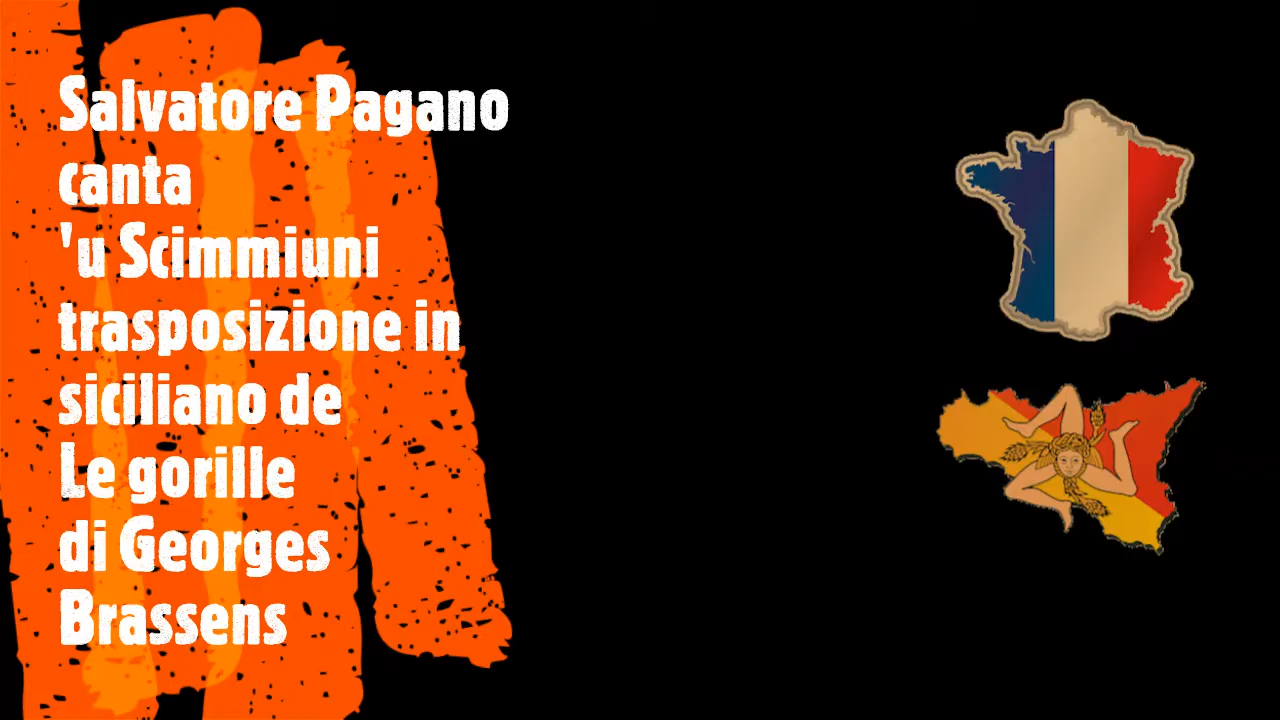 Salvatore Pagano
canta
'u Scimmiuni
trasposizione in
siciliano de
Le gorille
di Georges
Brassens